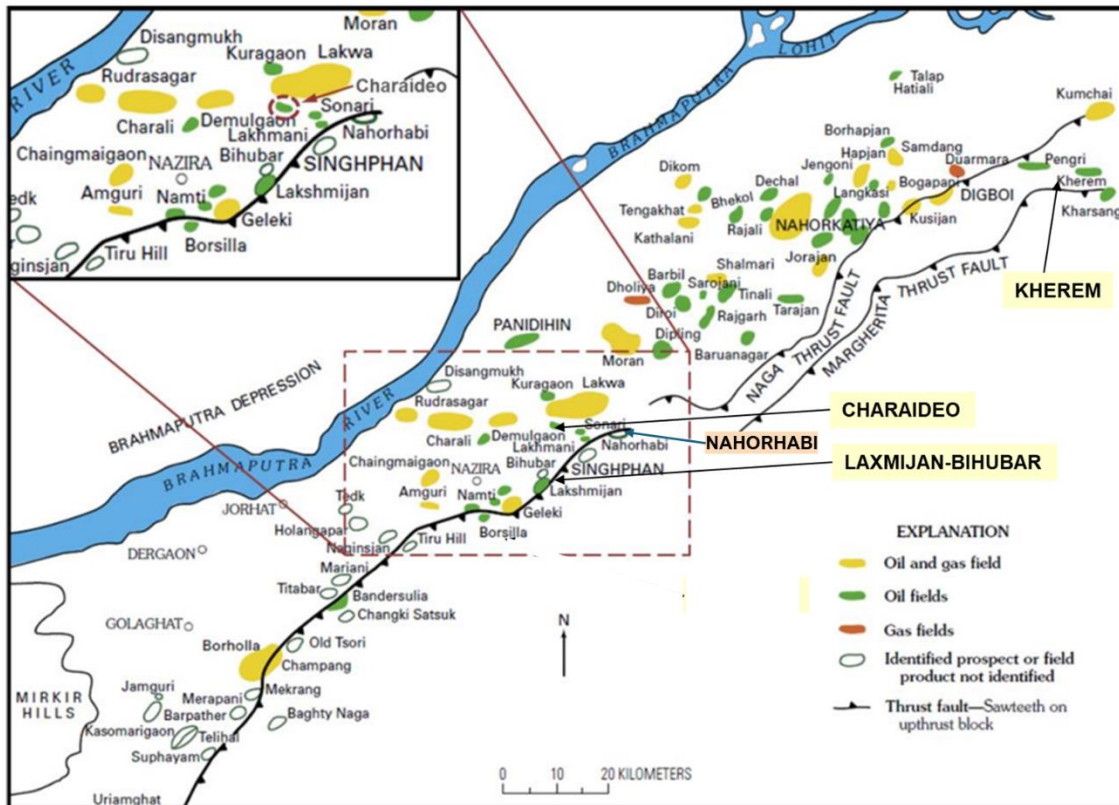 Moran
Disangmukh
Kuragaon
Lakwa
Rudrasagar
Charaideo
RIVER
Sonari
Charali
Demulgaon
Lakhmani
Nahorhabi
Chaingmaigaon
Bihubar
NAZIRA
SINGHPHAN
Amguri
Namti
Lakshmijan
edk
Geleki
Borsilla
Tiru Hill
ginsjan
LOHIT
BRAHMAPUTRA
Talap
Hatiali
Kumchai
Borhapjan
Samdang
Hapjan
Duarmara
Pengri
Jengoni
Dikom
Dechal
Langkasi
Bogapani
Kherem
Bhekol
DIGBOI
Tengakhat
Rajali
NAHORKATIYA
Kusijan
Kharsang
Kathalani
Jorajan
Shalmari
Barbil
Sarojani
Dholiya
Tinali
KHEREM
Diroi
Rajgarh
Tarajan
Dipling
PANIDIHIN
Moran
Baruanagar
NAGA THRUST FAULT
MARGHERITA THRUST FAULT
BRAHMAPUTRA DEPRESSION
Disangmukh
Kuragaon
Lakwa
Rudrasagar
RIVER
CHARAIDEO
Sonari
Charali
Demulgaon
Lakhmani
Nahorhabi
NAHORHABI
Chaingmaigaon
Bihubar
NAZIRA
SINGHPHAN
LAXMIJAN-BIHUBAR
BRAHMAPUTRA
Amguri
Namti
Lakshmijan
Tedk
JORHAT
Geleki
Holangapar
Borsilla
Tiru Hill
Naginsjan
DERGAON
Mariani
Titabar
Bandersulia
Changki Satsuk
GOLAGHAT
Old Tsori
Borholla
Champang
N
Jamguri
Mekrang
Merapani
Barpather
Baghty Naga
MIRKIR
HILLS
Kasomarigaon
Telihal
Suphayam
Uriamghat
0 10 20 KILOMETERS
EXPLANATION
Oil and gas field
Oil fields
Gas fields
Identified prospect or field
product not identified
Thrust fault—Sawteeth on
upthrust block